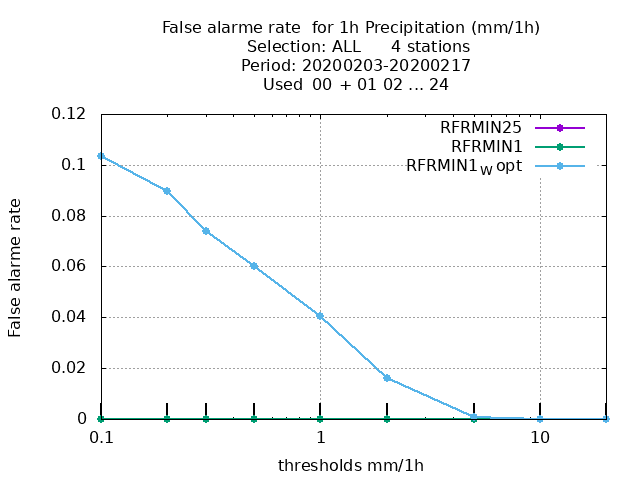 False alarme rate  for 1h Precipitation (mm/1h)
Selection: ALL      4 stations
Period: 20200203-20200217
Used  00  + 01 02 ... 24
RFRMIN25
RFRMIN1
RFRMIN1W opt
0.12
0.1
0.08
0.06
0.04
0.02
0
False alarme rate
0.1 1 10
thresholds mm/1h